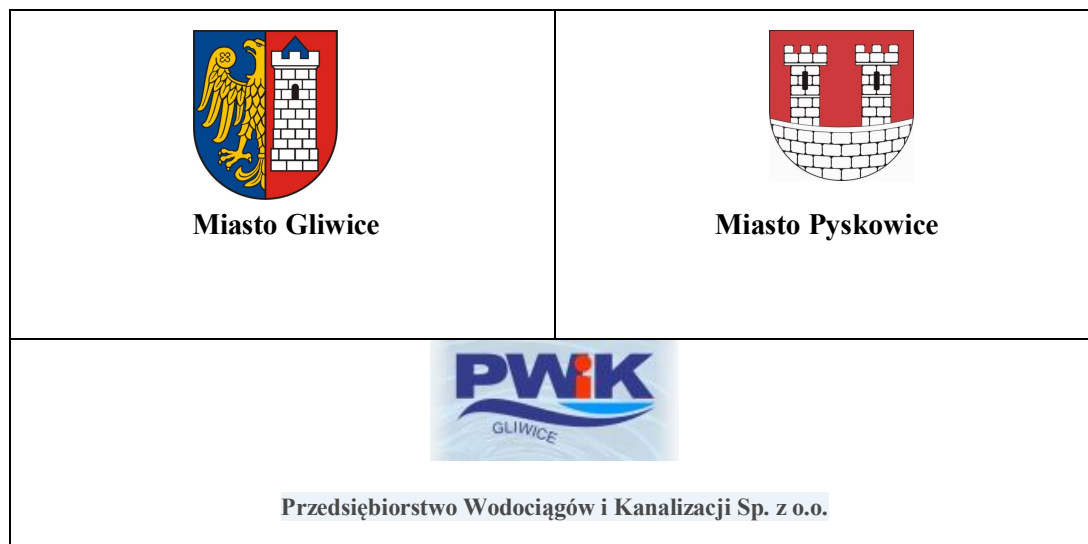 Miasto Gliwice
Miasto Pyskowice
PWiK
GLIWICE
Przedsiębiorstwo Wodociągów i Kanalizacji Sp. z o.o.